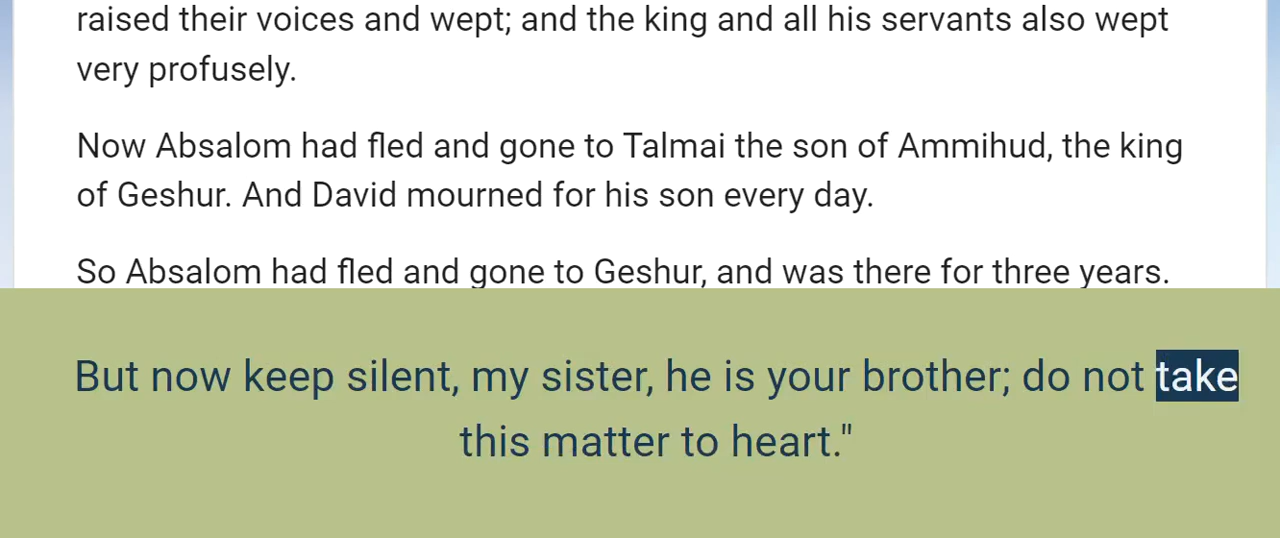 raised their voices and wept; and the king and all his servants also wept
very profusely.
Now Absalom had fled and gone to Talmai the son of Ammihud, the king
of Geshur. And David mourned for his son every day.
So Absalom had fled and gone to Geshur, and was there for three years.
But now keep silent, my sister, he is your brother; do not take
this matter to heart."